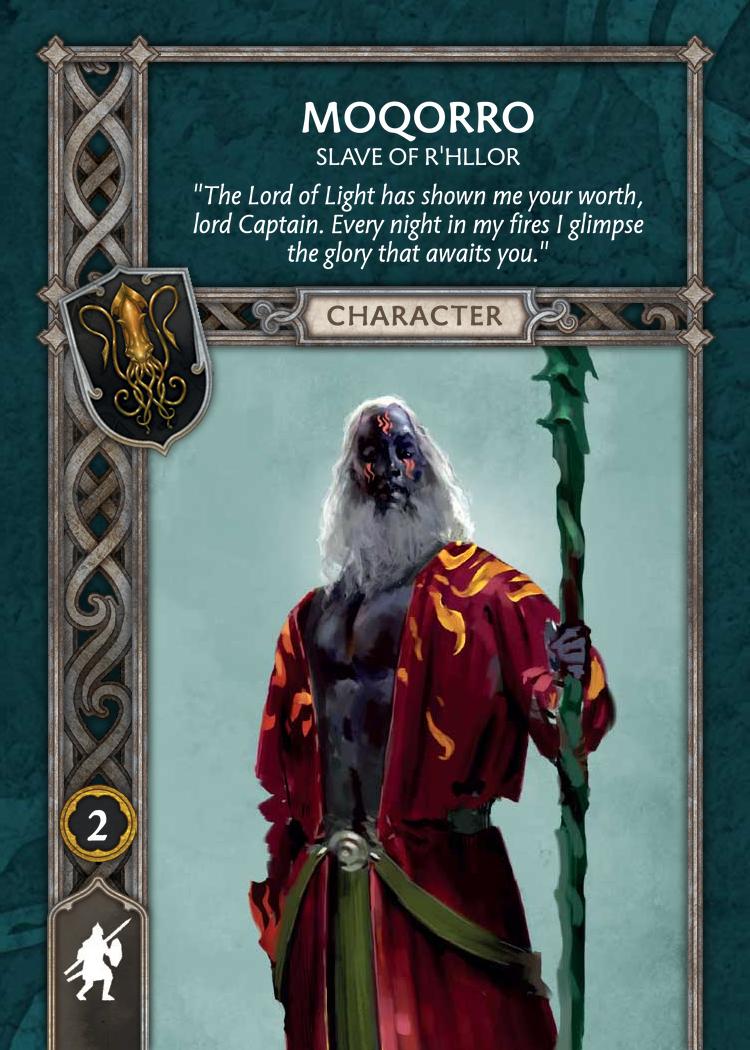 MOQORRO
SLAVE OF R'HLLOR
"The Lord of Light has shown me your worth,
lord Captain. Every night in my fires I glimpse
the glory that awaits you."
CHARACTER
2